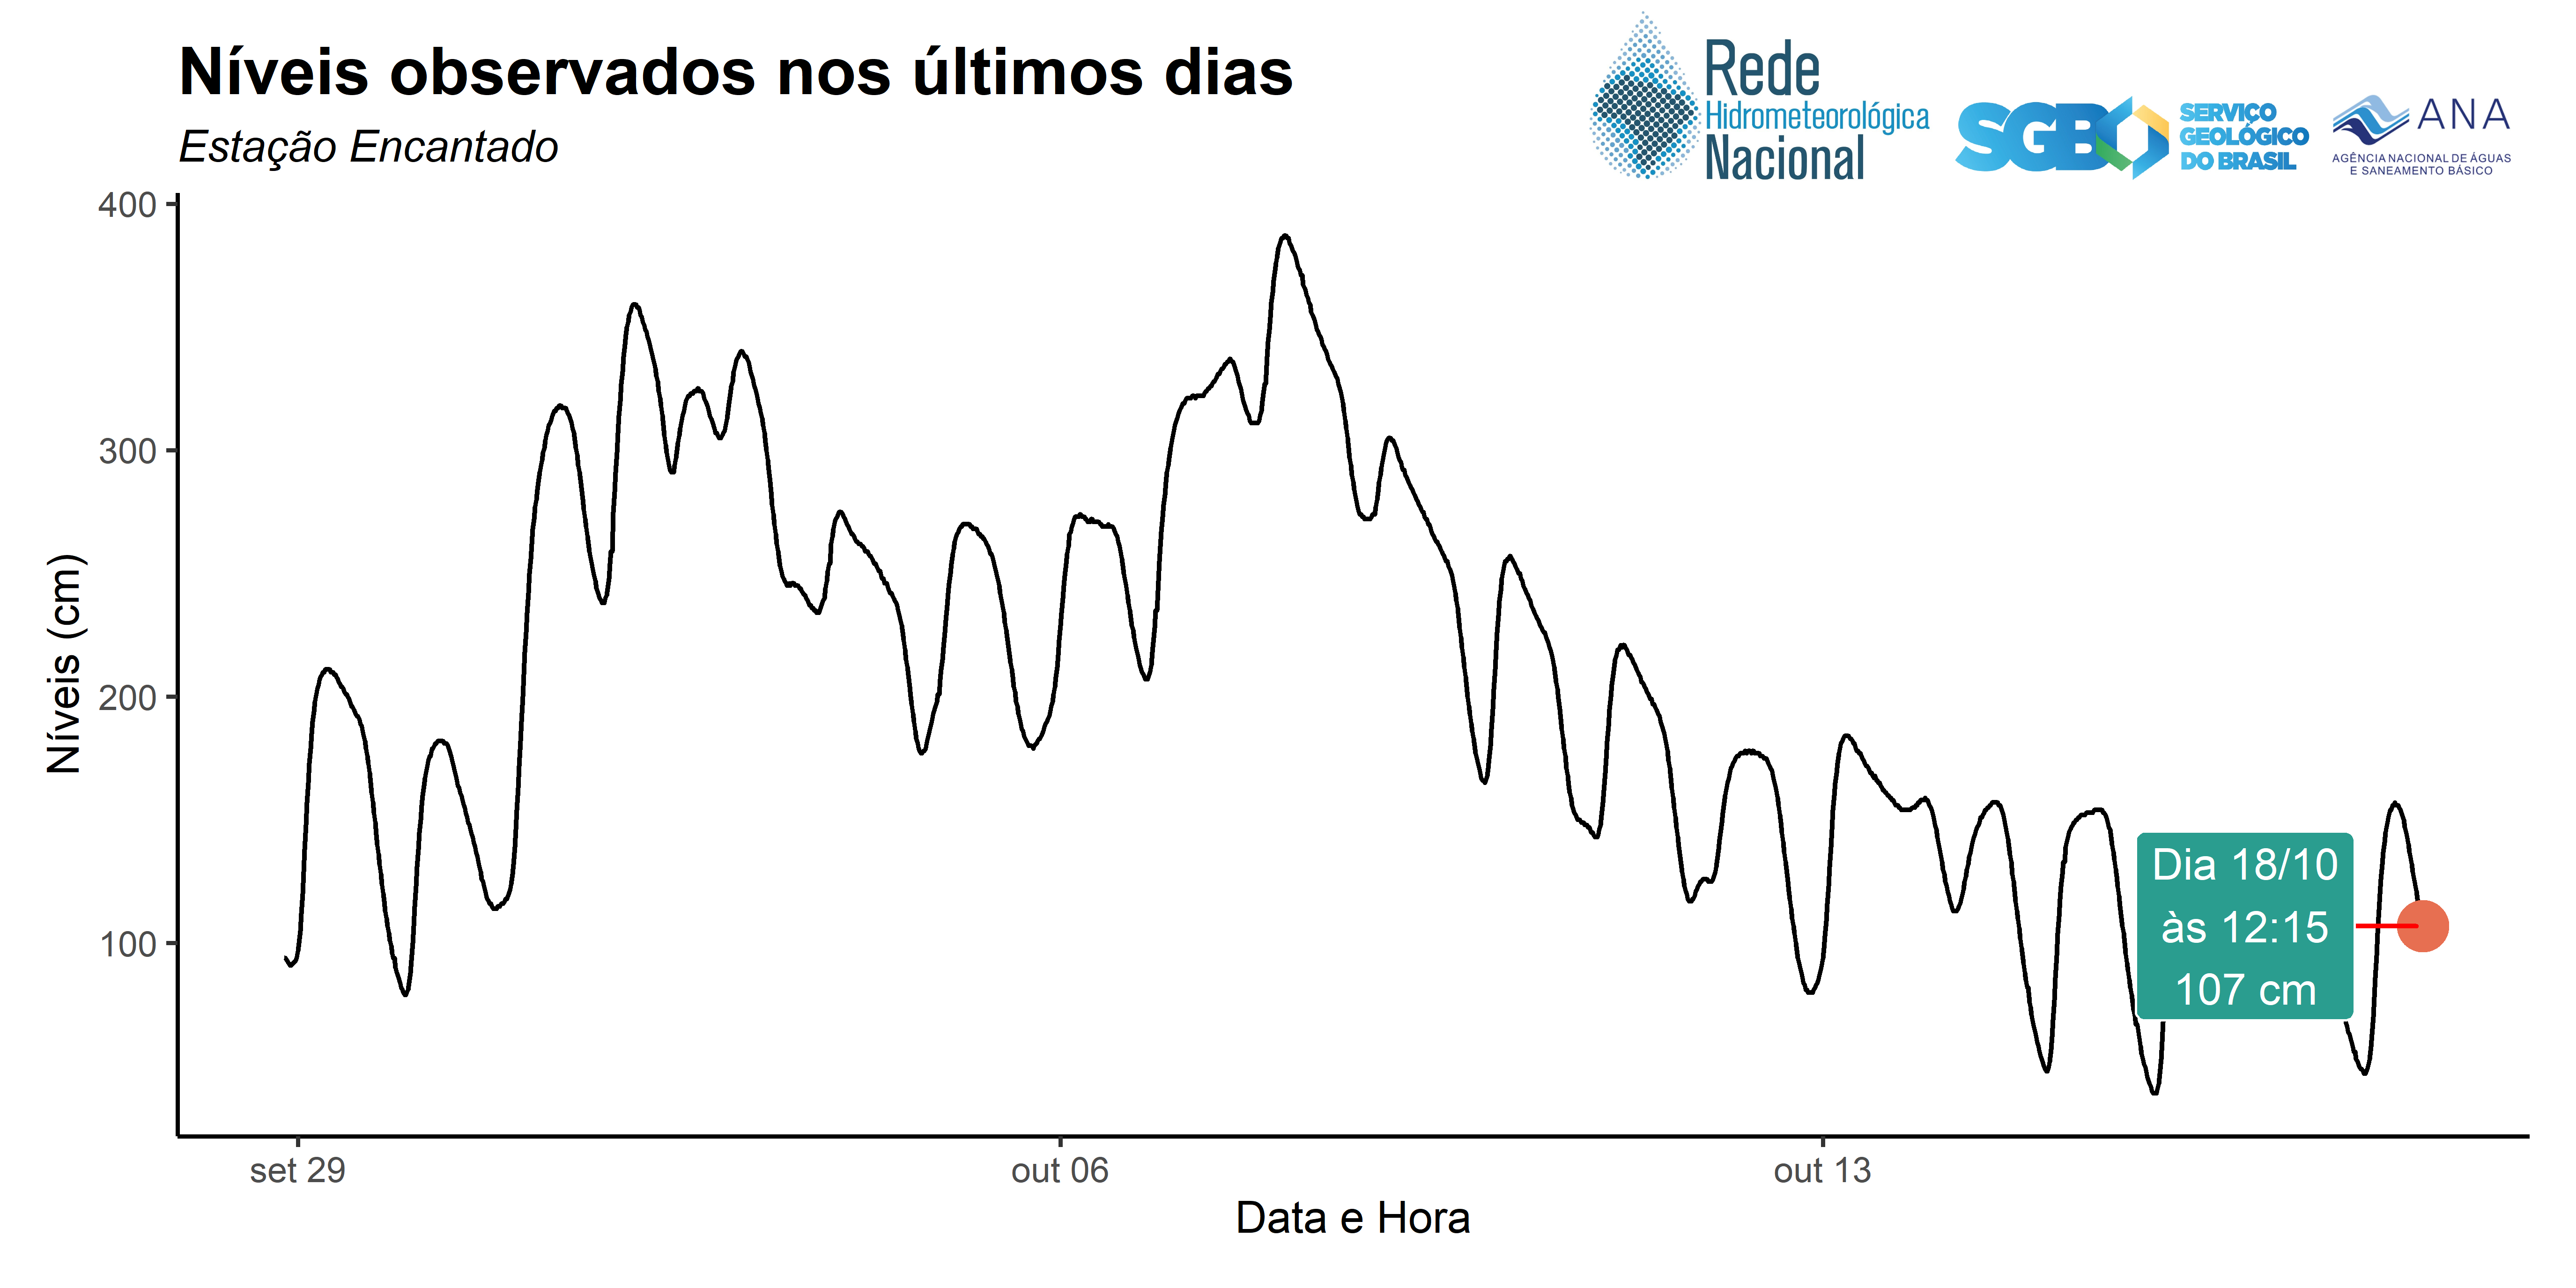 Níveis observados nos últimos dias
Estação Encantado
Rede
Hidrometeorológica
Nacional
SGB
SERVIÇO
GEOLÓGICO
DO BRASIL
ANA
AGÊNCIA NACIONAL DE ÁGUAS
E SANEAMENTO BÁSICO
400
300
200
100
Níveis (cm)
Dia 18/10
às 12:15
107 cm
set 29
out 06
out 13
Data e Hora